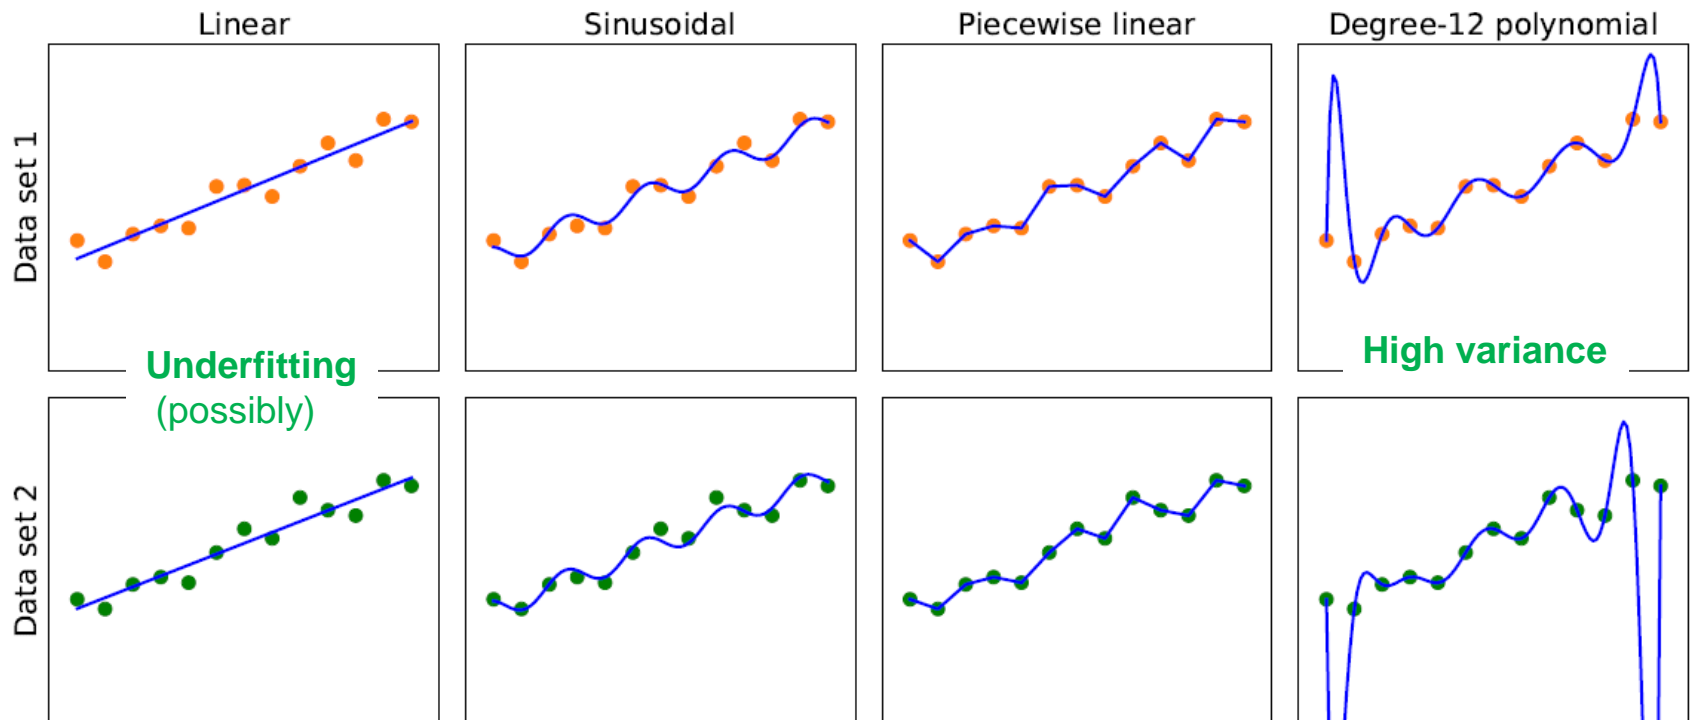 Linear
Sinusoidal
Piecewise linear
Degree-12 polynomial
Data set 1
Underfitting
(possibly)
High variance
Data set 2